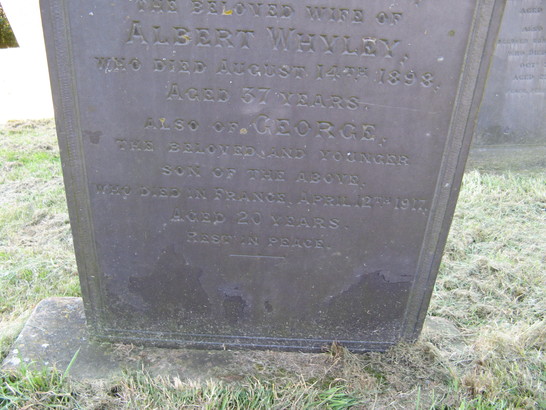 THE BELOVED WIFE OF
ALBERT WHYLEY,
WHO DIED AUGUST 14TH 1898,
AGED 37 YEARS.
ALSO OF GEORGE,
THE BELOVED AND YOUNGER
SON OF THE ABOVE,
WHO DIED IN FRANCE, APRIL 12TH 1917,
AGED 20 YEARS.
REST IN PEACE.